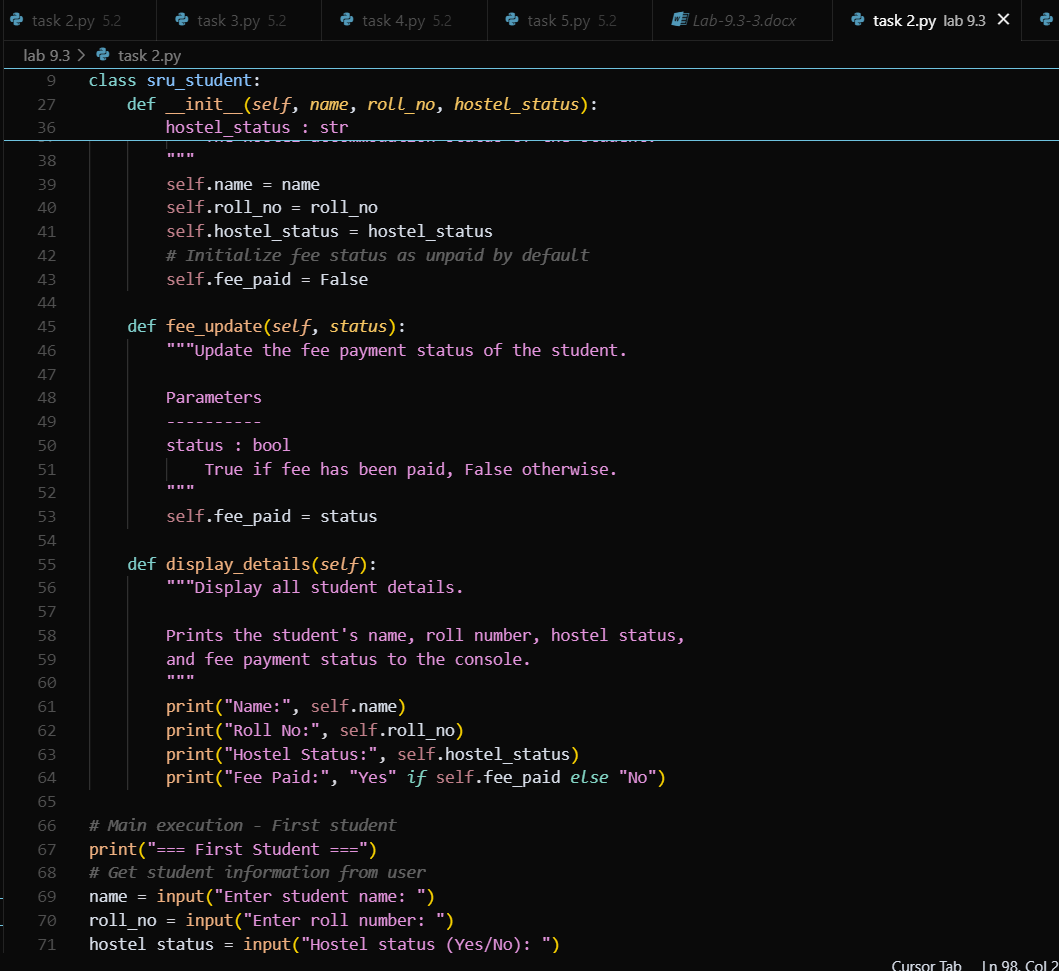 task 2.py 5.2 task 3.py 5.2 task 4.py 5.2 task 5.py 5.2 Lab-9.3-3.docx task 2.py lab 9.3 ✕
lab 9.3 > task 2.py
9 class sru_student:
27 def __init__(self, name, roll_no, hostel_status):
36 hostel_status : str
38 """
39 self.name = name
40 self.roll_no = roll_no
41 self.hostel_status = hostel_status
42 # Initialize fee status as unpaid by default
43 self.fee_paid = False
44
45 def fee_update(self, status):
46 """Update the fee payment status of the student.
47
48 Parameters
49 ----------
50 status : bool
51 True if fee has been paid, False otherwise.
52 """
53 self.fee_paid = status
54
55 def display_details(self):
56 """Display all student details.
57
58 Prints the student's name, roll number, hostel status,
59 and fee payment status to the console.
60 """
61 print("Name:", self.name)
62 print("Roll No:", self.roll_no)
63 print("Hostel Status:", self.hostel_status)
64 print("Fee Paid:", "Yes" if self.fee_paid else "No")
65
66 # Main execution - First student
67 print("=== First Student ===")
68 # Get student information from user
69 name = input("Enter student name: ")
70 roll_no = input("Enter roll number: ")
71 hostel_status = input("Hostel status (Yes/No): ")
Cursor Tab Ln 98, Col 2